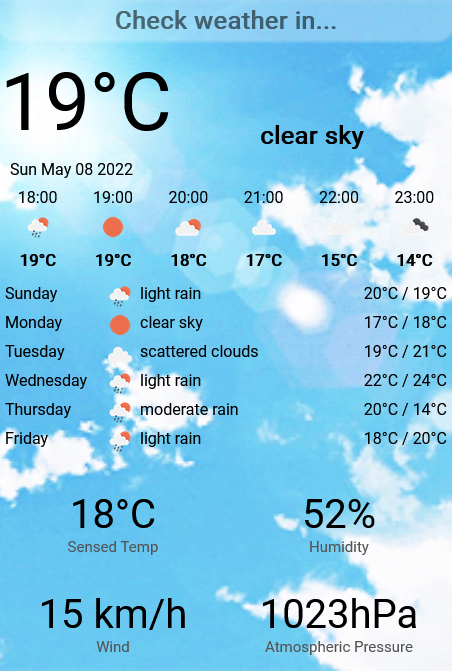 Check weather in...
19°C
clear sky
Sun May 08 2022
18:00 19:00 20:00 21:00 22:00 23:00
19°C 19°C 18°C 17°C 15°C 14°C
Sunday light rain 20°C / 19°C
Monday clear sky 17°C / 18°C
Tuesday scattered clouds 19°C / 21°C
Wednesday light rain 22°C / 24°C
Thursday moderate rain 20°C / 14°C
Friday light rain 18°C / 20°C
18°C 52%
Sensed Temp Humidity
15 km/h 1023hPa
Wind Atmospheric Pressure